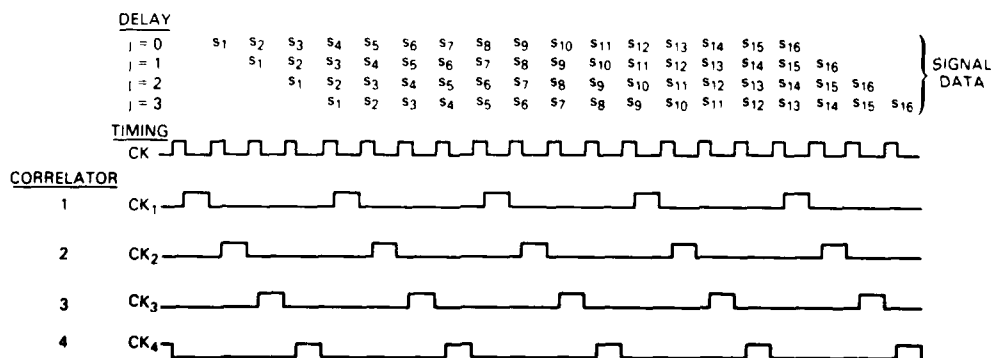 DELAY
j = 0 s1 s2 s3 s4 s5 s6 s7 s8 s9 s10 s11 s12 s13 s14 s15 s16
j = 1 s1 s2 s3 s4 s5 s6 s7 s8 s9 s10 s11 s12 s13 s14 s15 s16
j = 2 s1 s2 s3 s4 s5 s6 s7 s8 s9 s10 s11 s12 s13 s14 s15 s16
j = 3 s1 s2 s3 s4 s5 s6 s7 s8 s9 s10 s11 s12 s13 s14 s15 s16
SIGNAL
DATA
TIMING
CK
CORRELATOR
1 CK1
2 CK2
3 CK3
4 CK4